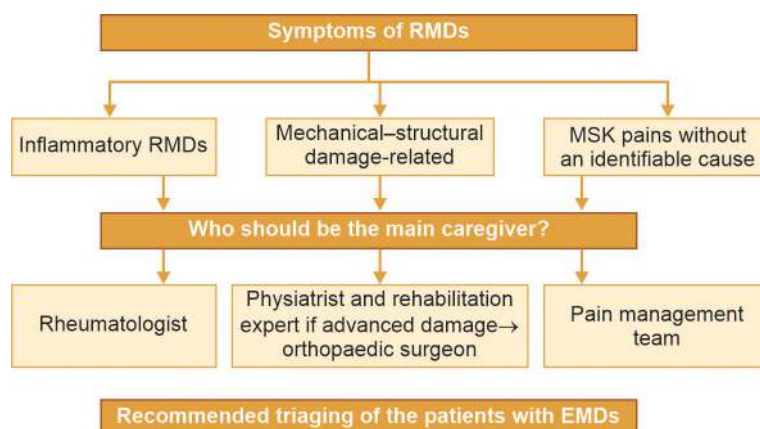 Symptoms of RMDs
Inflammatory RMDs
Mechanical–structural
damage-related
MSK pains without
an identifiable cause
Who should be the main caregiver?
Rheumatologist
Physiatrist and rehabilitation
expert if advanced damage→
orthopaedic surgeon
Pain management
team
Recommended triaging of the patients with EMDs